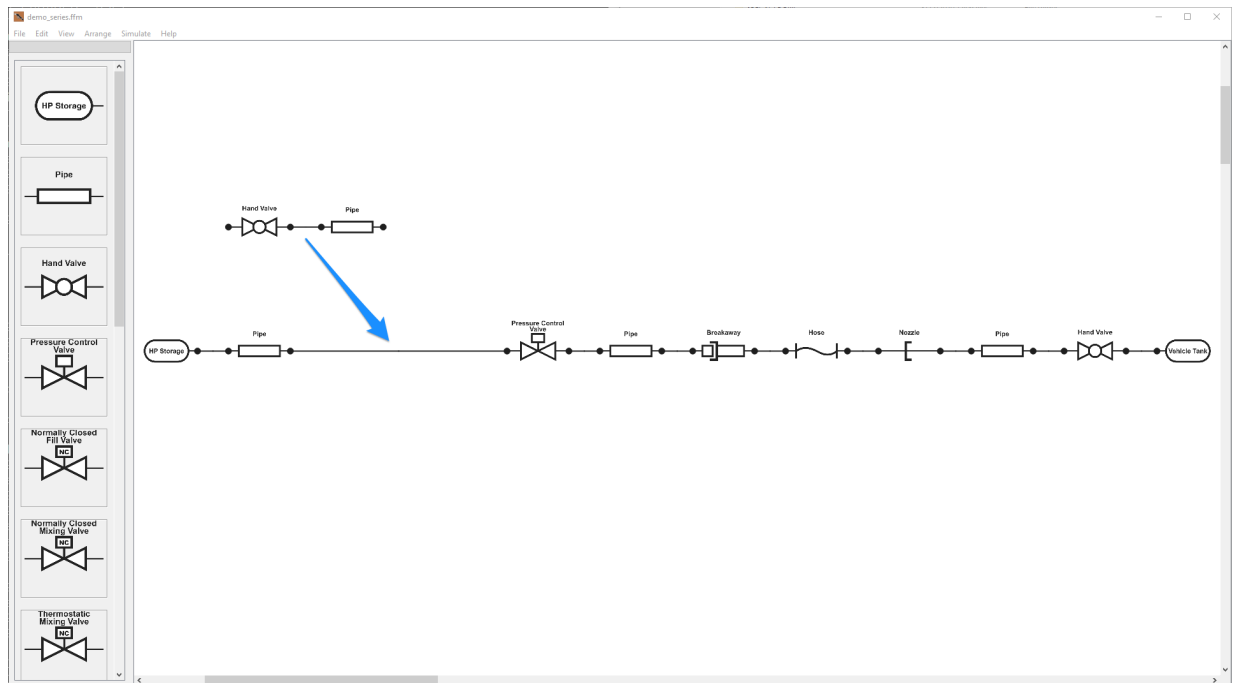 demo_series.ffm
File Edit View Arrange Simulate Help
HP Storage
Pipe
Hand Valve
Pressure Control
Valve
Normally Closed
Fill Valve
NC
Normally Closed
Mixing Valve
NC
Thermostatic
Mixing Valve
NC
Hand Valve Pipe
HP Storage
Pipe
Pressure Control
Valve
Pipe
Breakaway
Hose
Nozzle
Pipe
Hand Valve
Vehicle Tank